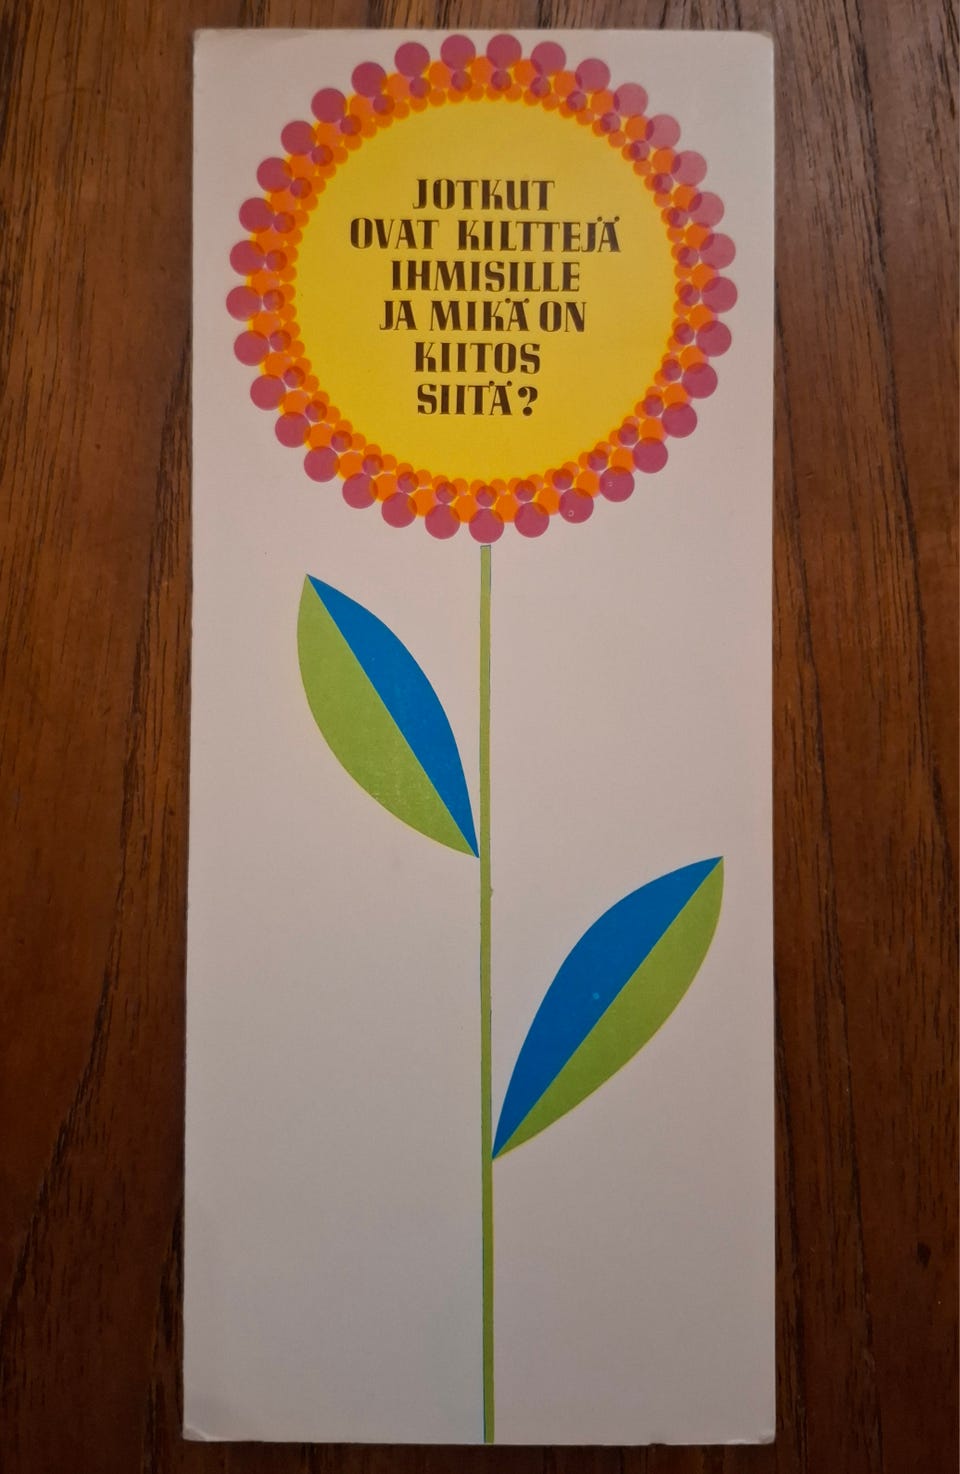 JOTKUT
OVAT KILTTEJÄ
IHMISILLE
JA MIKÄ ON
KIITOS
SIITÄ?